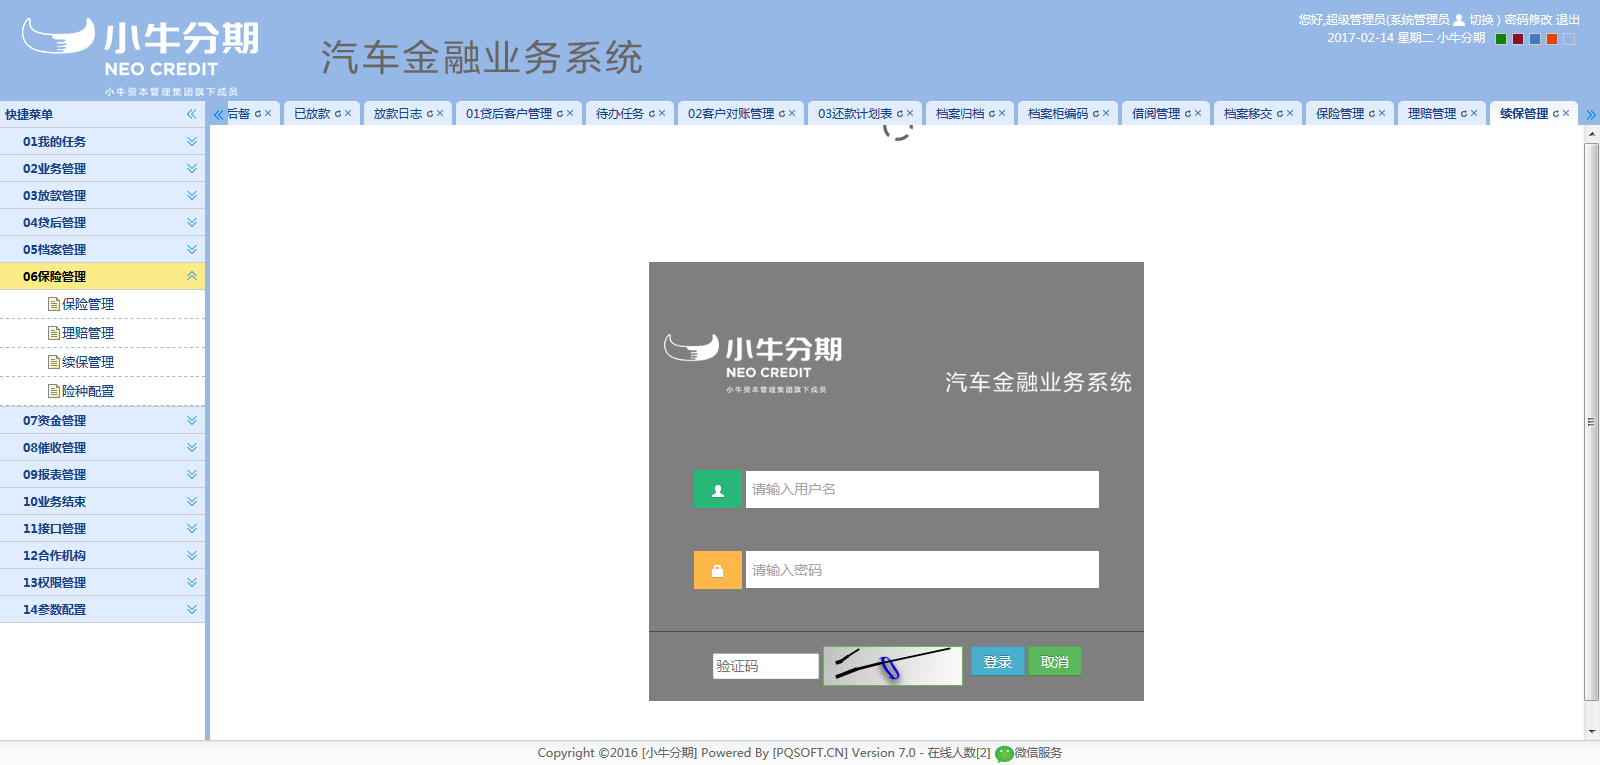 小牛分期
NEO CREDIT
小牛资本管理集团旗下成员
汽车金融业务系统
您好,超级管理员(系统管理员 切换 ) 密码修改 退出
2017-02-14 星期二 小牛分期
快捷菜单
后督 已放款 放款日志 01贷后客户管理 待办任务 02客户对账管理 03还款计划表 档案归档 档案柜编码 借阅管理 档案移交 保险管理 理赔管理 续保管理
01我的任务
02业务管理
03放款管理
04贷后管理
05档案管理
06保险管理
保险管理
理赔管理
续保管理
险种配置
07资金管理
08催收管理
09报表管理
10业务结束
11接口管理
12合作机构
13权限管理
14参数配置
小牛分期
NEO CREDIT
小牛资本管理集团旗下成员
汽车金融业务系统
请输入用户名
请输入密码
验证码
登录
取消
Copyright ©2016 [小牛分期] Powered By [PQSOFT.CN] Version 7.0 - 在线人数[2] 微信服务